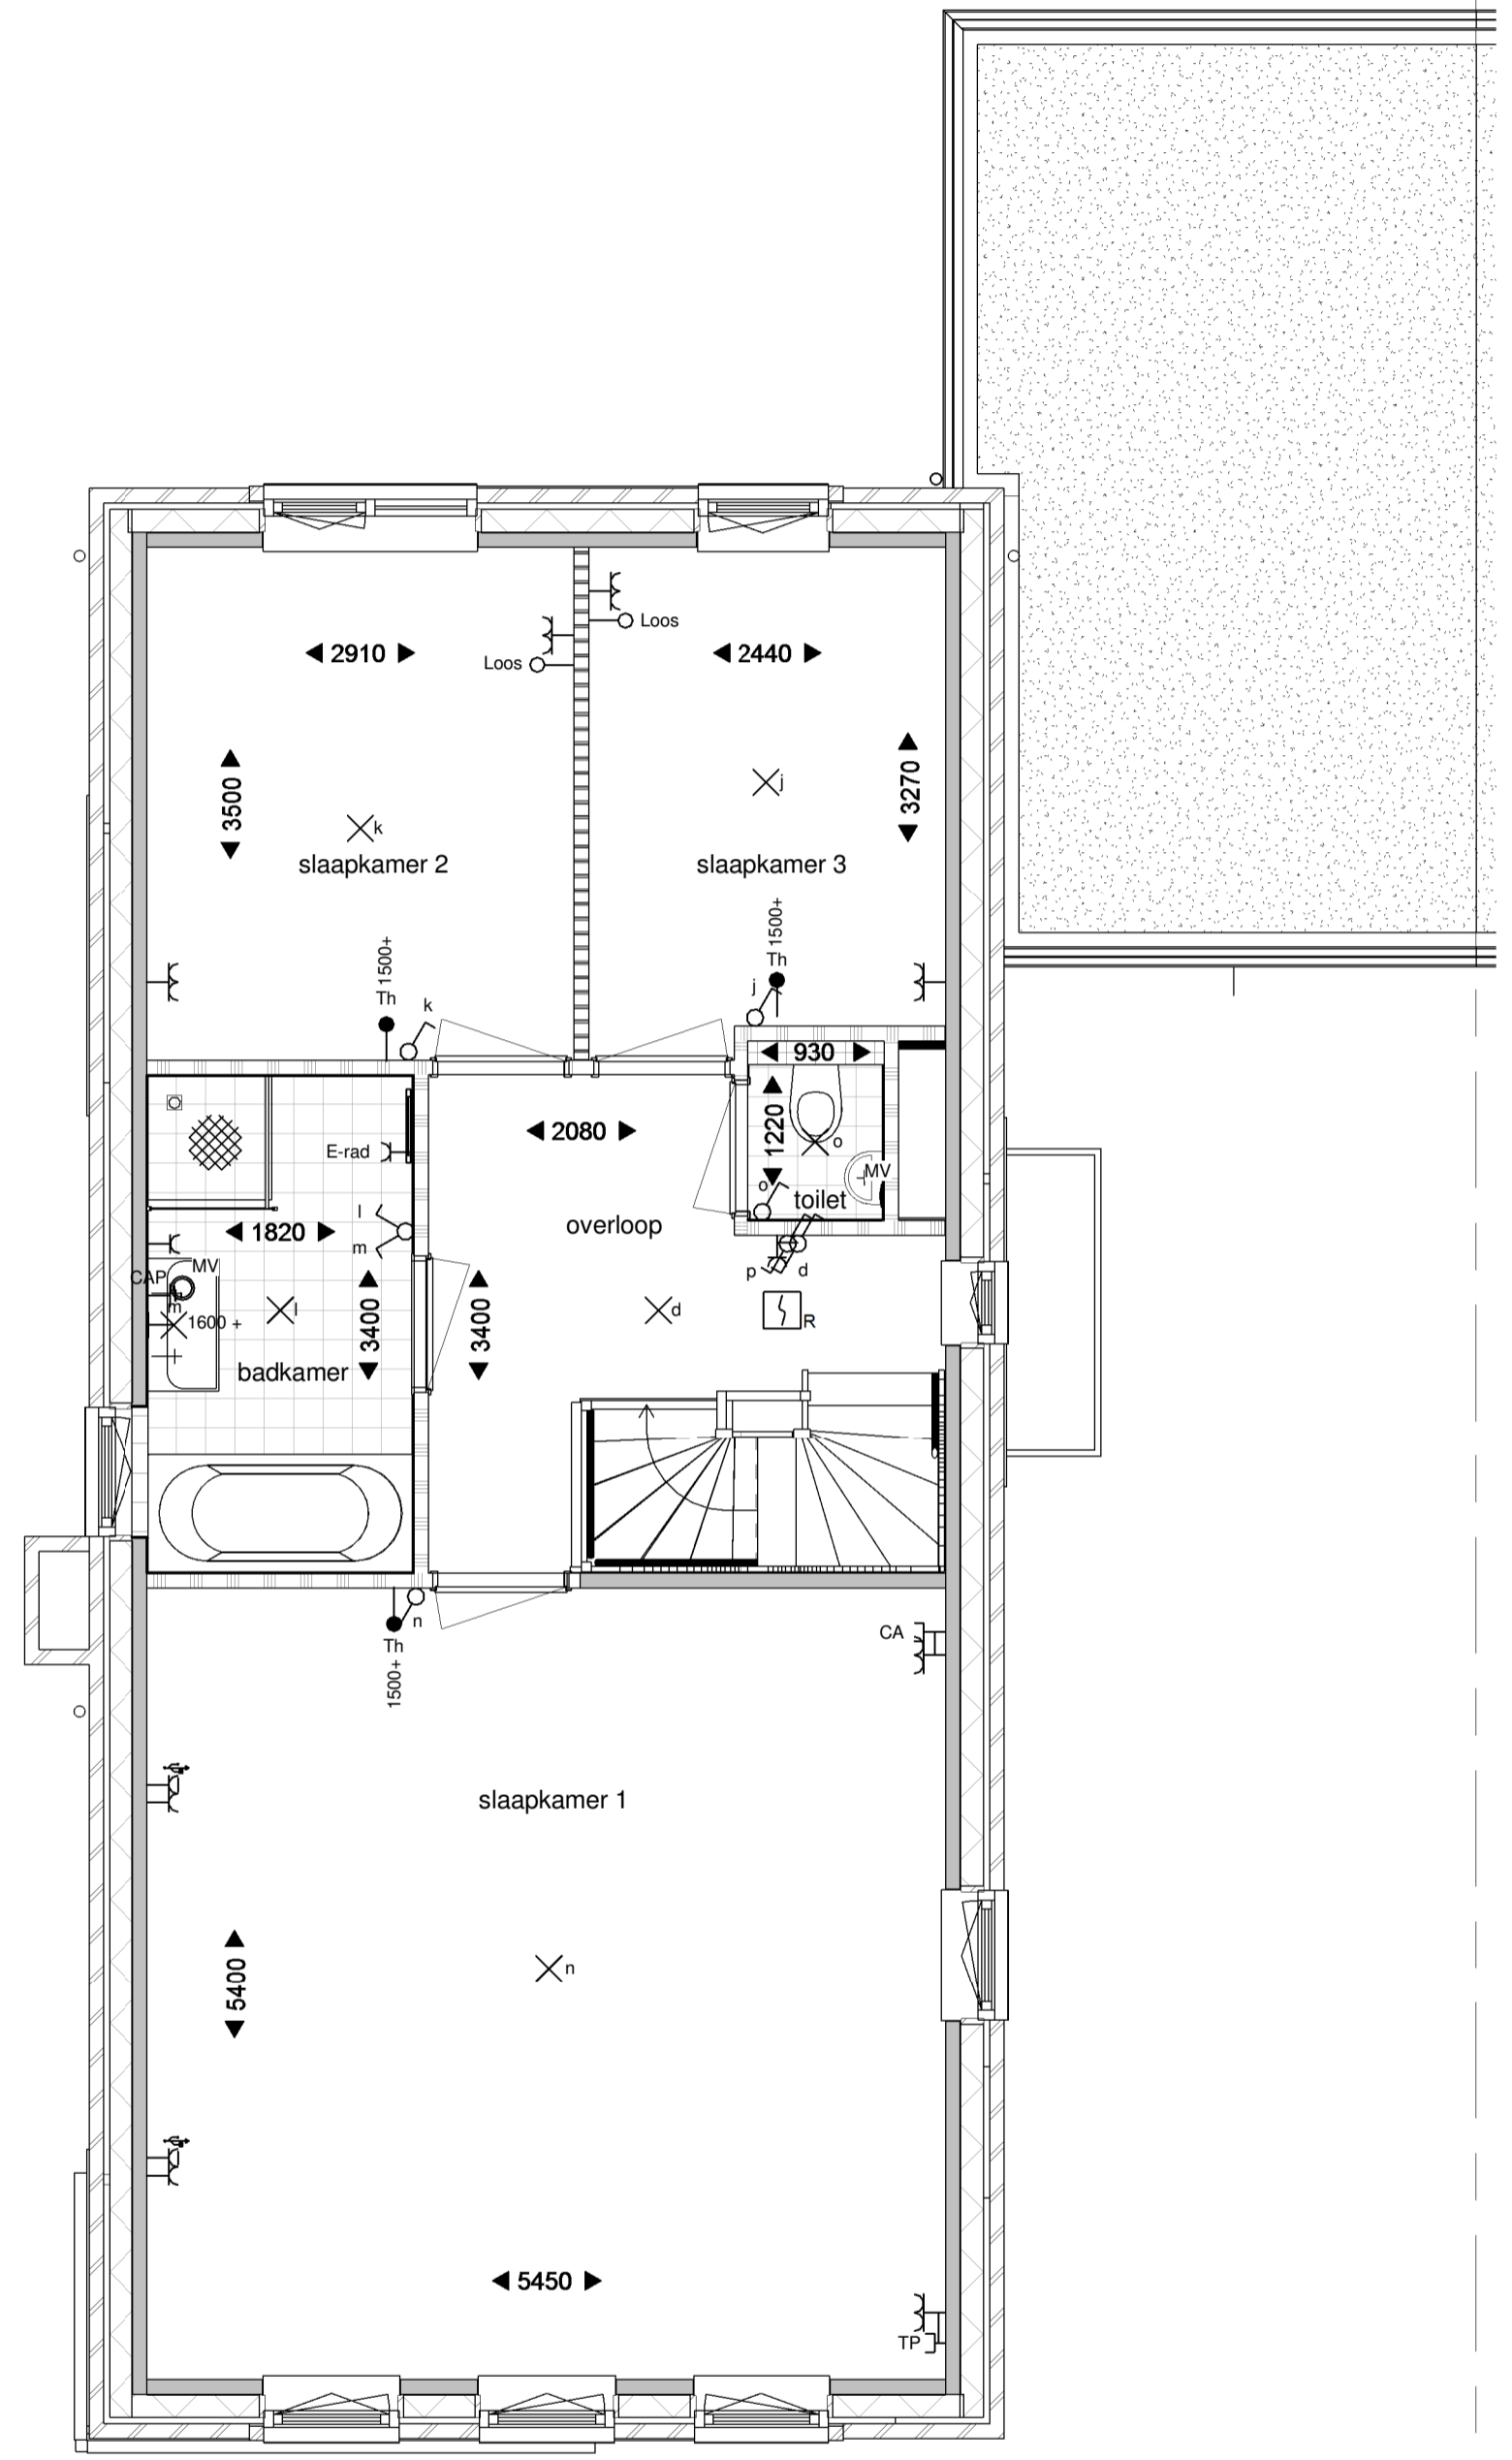 Loos
Loos
2910
2440
3500
3270
k
j
slaapkamer 2
slaapkamer 3
1500+
Th
k
1500+
Th
j
930
1220
2080
E-rad
o
MV
o
toilet
l
1820
m
overloop
MV
CAP
m
1600 +
l
3400
3400
p
d
d
R
badkamer
n
Th
1500+
CA
slaapkamer 1
n
5400
5450
TP